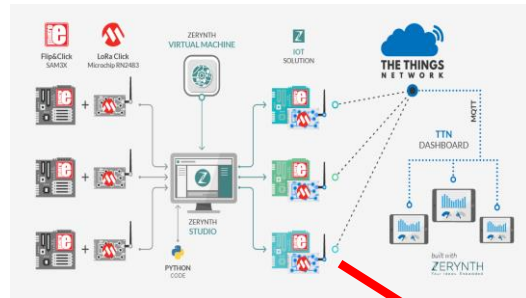 Flip&Click
SAM3X
LoRa Click
Microchip RN2483
ZERYNTH
VIRTUAL MACHINE
IOT
SOLUTION
THE THINGS
NETWORK
MQTT
TTN
DASHBOARD
ZERYNTH
STUDIO
PYTHON
CODE
built with
ZERYNTH